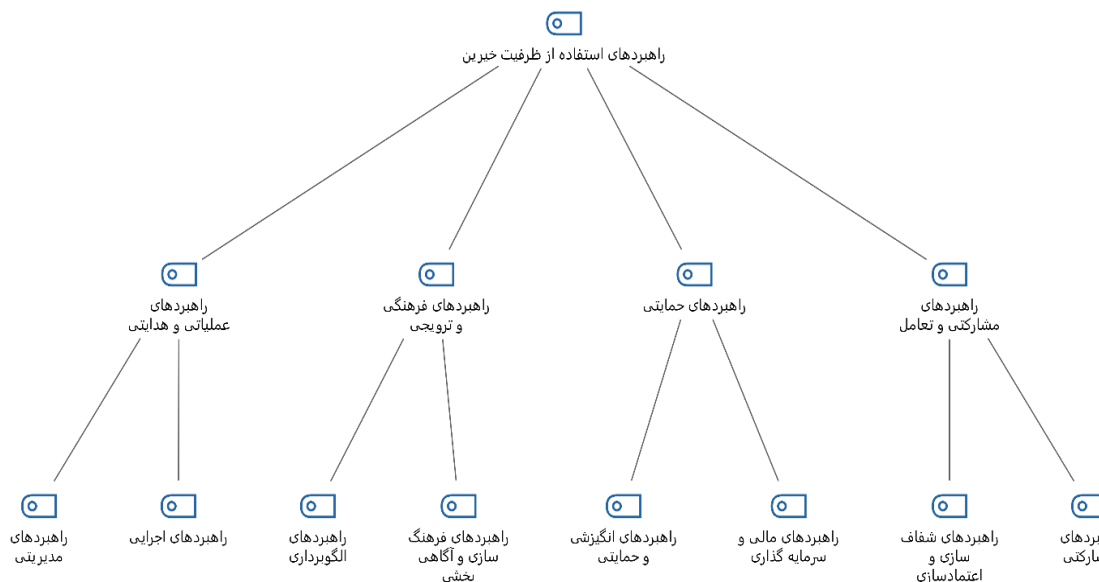 راهبردهای استفاده از ظرفیت خیرین
راهبردهای
مشارکتی و تعامل
راهبردهای حمایتی
راهبردهای فرهنگی
و ترویجی
راهبردهای
عملیاتی و هدایتی
راهبردهای شفاف
سازی و
اعتمادسازی
راهبردهای مالی و
سرمایه گذاری
راهبردهای انگیزشی
و حمایتی
راهبردهای فرهنگ
سازی و آگاهی
بخشی
راهبردهای
الگوبرداری
راهبردهای اجرایی
راهبردهای
مدیریتی